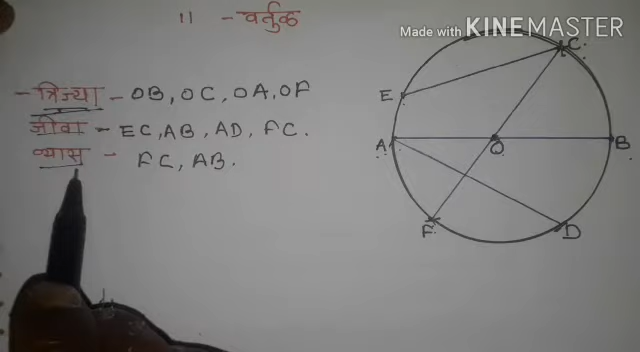 11 - वर्तुळ
Made with KINEMASTER
- त्रिज्या - OB, OC, OA, OF
जीवा - EC, AB, AD, FC.
व्यास - FC, AB.
C
E
A
O
B
F
D